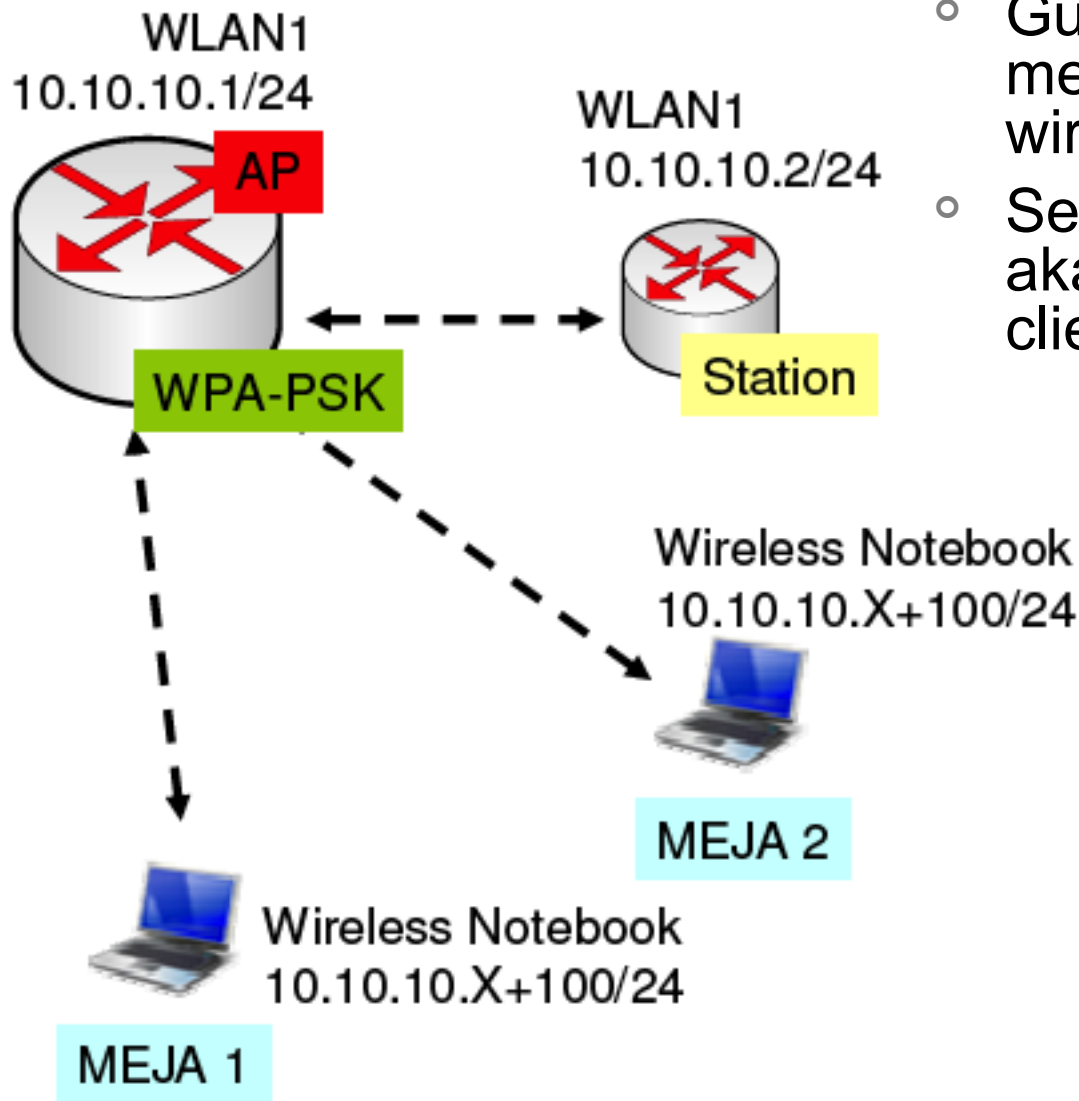 WLAN1
10.10.10.1/24
AP
WPA-PSK
WLAN1
10.10.10.2/24
Station
Wireless Notebook
10.10.10.X+100/24
MEJA 2
Wireless Notebook
10.10.10.X+100/24
MEJA 1